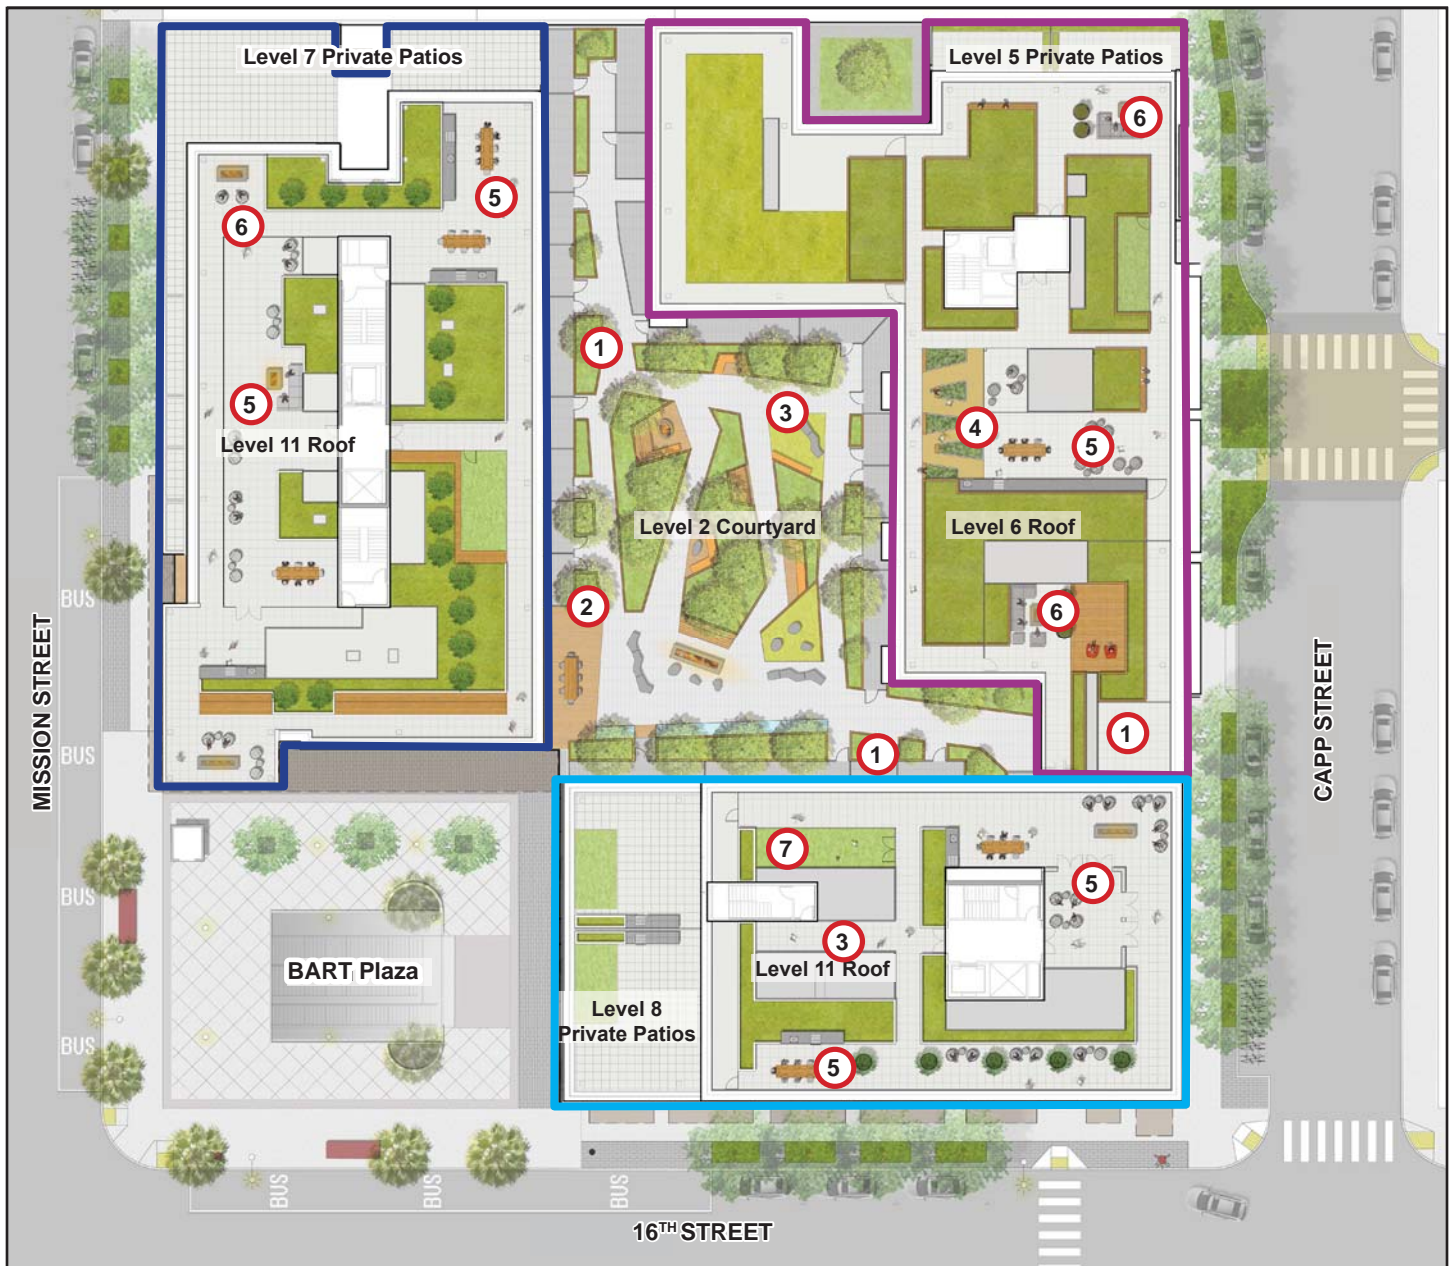 Level 7 Private Patios
Level 5 Private Patios
6
5
6
1
5
3
4
5
Level 11 Roof
Level 2 Courtyard
Level 6 Roof
2
6
BUS
MISSION STREET
CAPP STREET
1
1
BUS
7
5
BUS
3
BART Plaza
Level 11 Roof
Level 8
Private Patios
BUS
5
BUS
BUS
BUS
16TH STREET